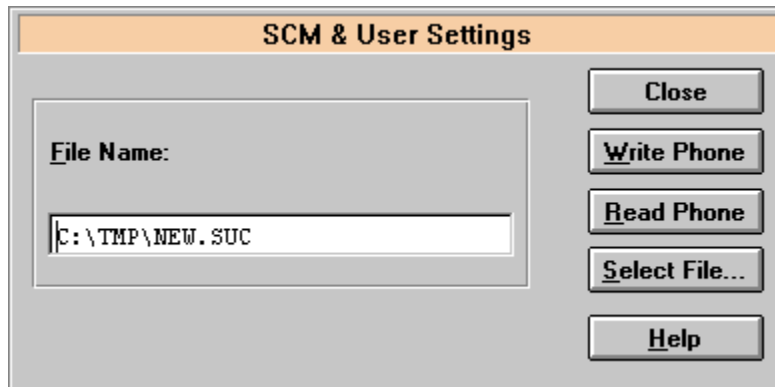 SCM & User Settings
File Name:
C:\TMP\NEW.SUC
Close
Write Phone
Read Phone
Select File...
Help